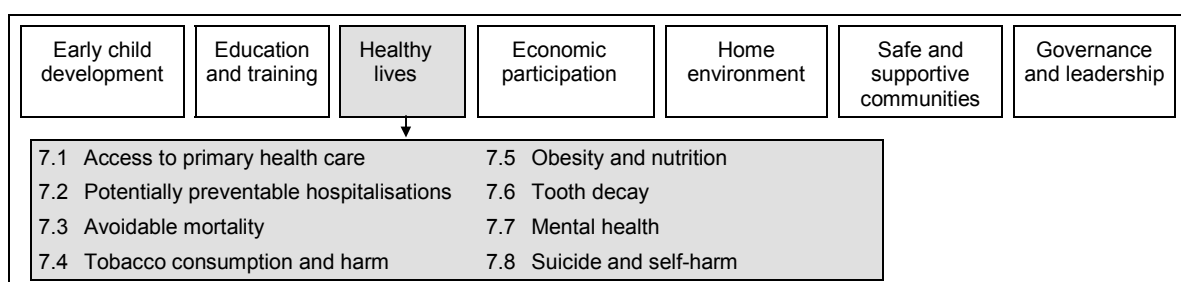 Early child
development
Education
and training
Healthy
lives
Economic
participation
Home
environment
Safe and
supportive
communities
Governance
and leadership
7.1 Access to primary health care
7.2 Potentially preventable hospitalisations
7.3 Avoidable mortality
7.4 Tobacco consumption and harm
7.5 Obesity and nutrition
7.6 Tooth decay
7.7 Mental health
7.8 Suicide and self-harm